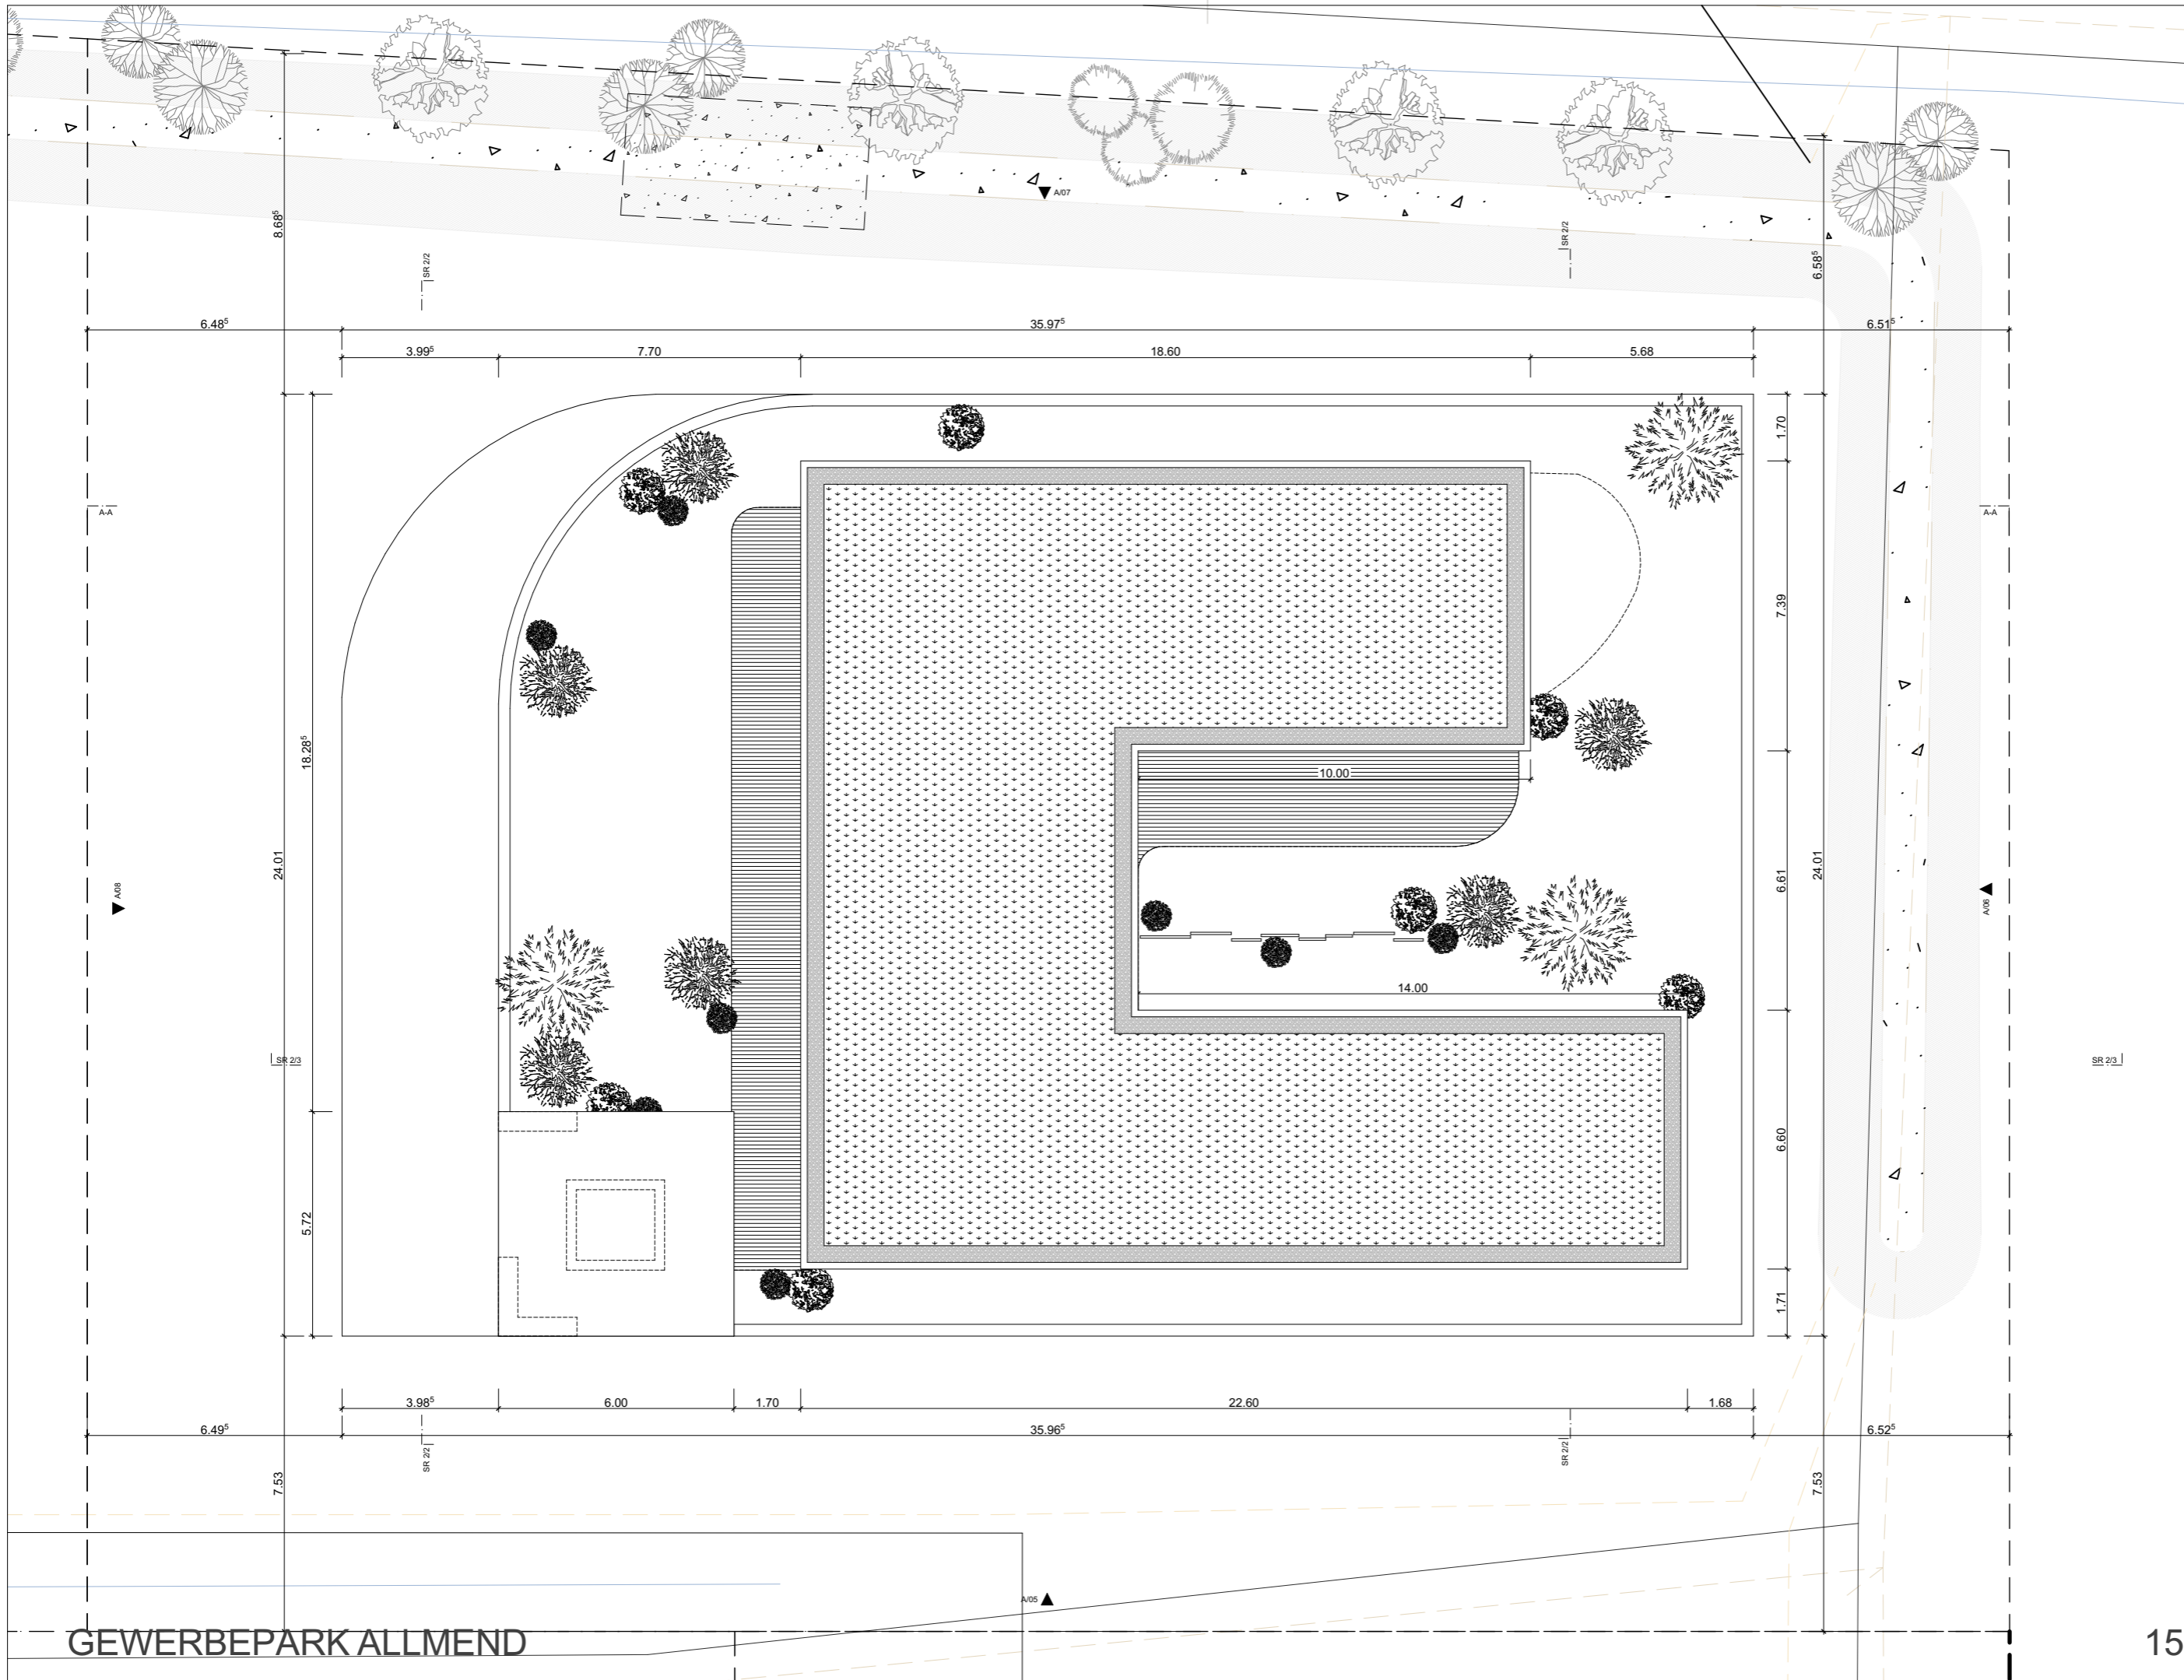 A/07
SR 2/2
SR 2/2
8.68⁵
6.58⁵
6.48⁵
35.97⁵
6.51⁵
3.99⁵
7.70
18.60
5.68
1.70
A-A
A-A
7.39
18.28⁵
10.00
24.01
6.61
24.01
A/08
A/06
14.00
SR 2/3
SR 2/3
6.60
5.72
1.71
3.98⁵
6.00
1.70
22.60
1.68
6.49⁵
35.96⁵
6.52⁵
SR 2/2
SR 2/2
7.53
7.53
A/05
GEWERBEPARK ALLMEND
15